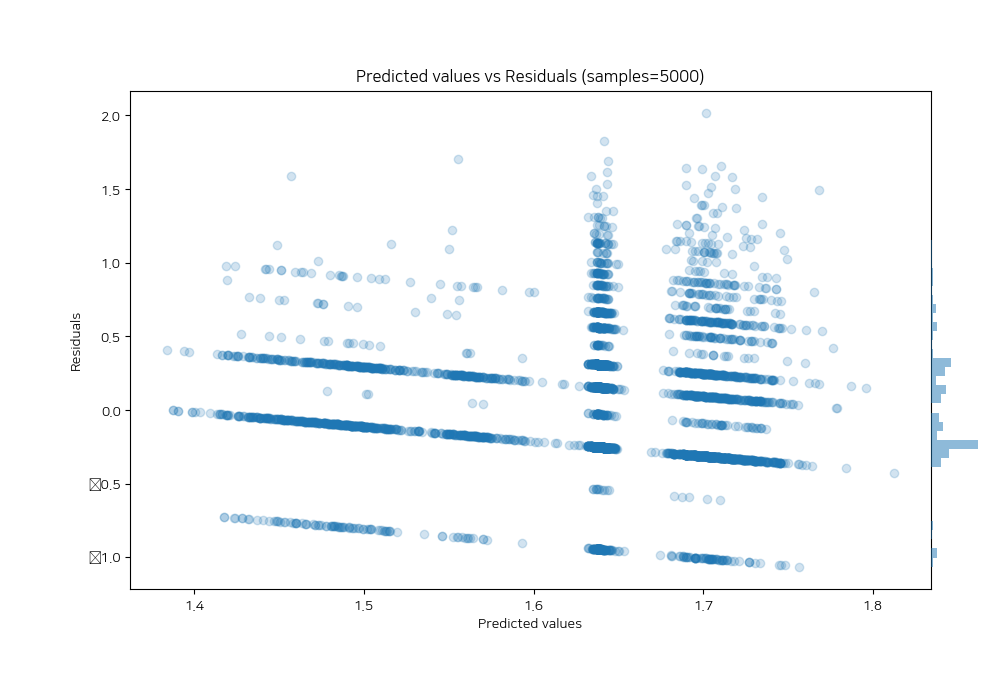 Predicted values vs Residuals (samples=5000)
2.0
1.5
1.0
0.5
0.0
□0.5
□1.0
Residuals
1.4 1.5 1.6 1.7 1.8
Predicted values